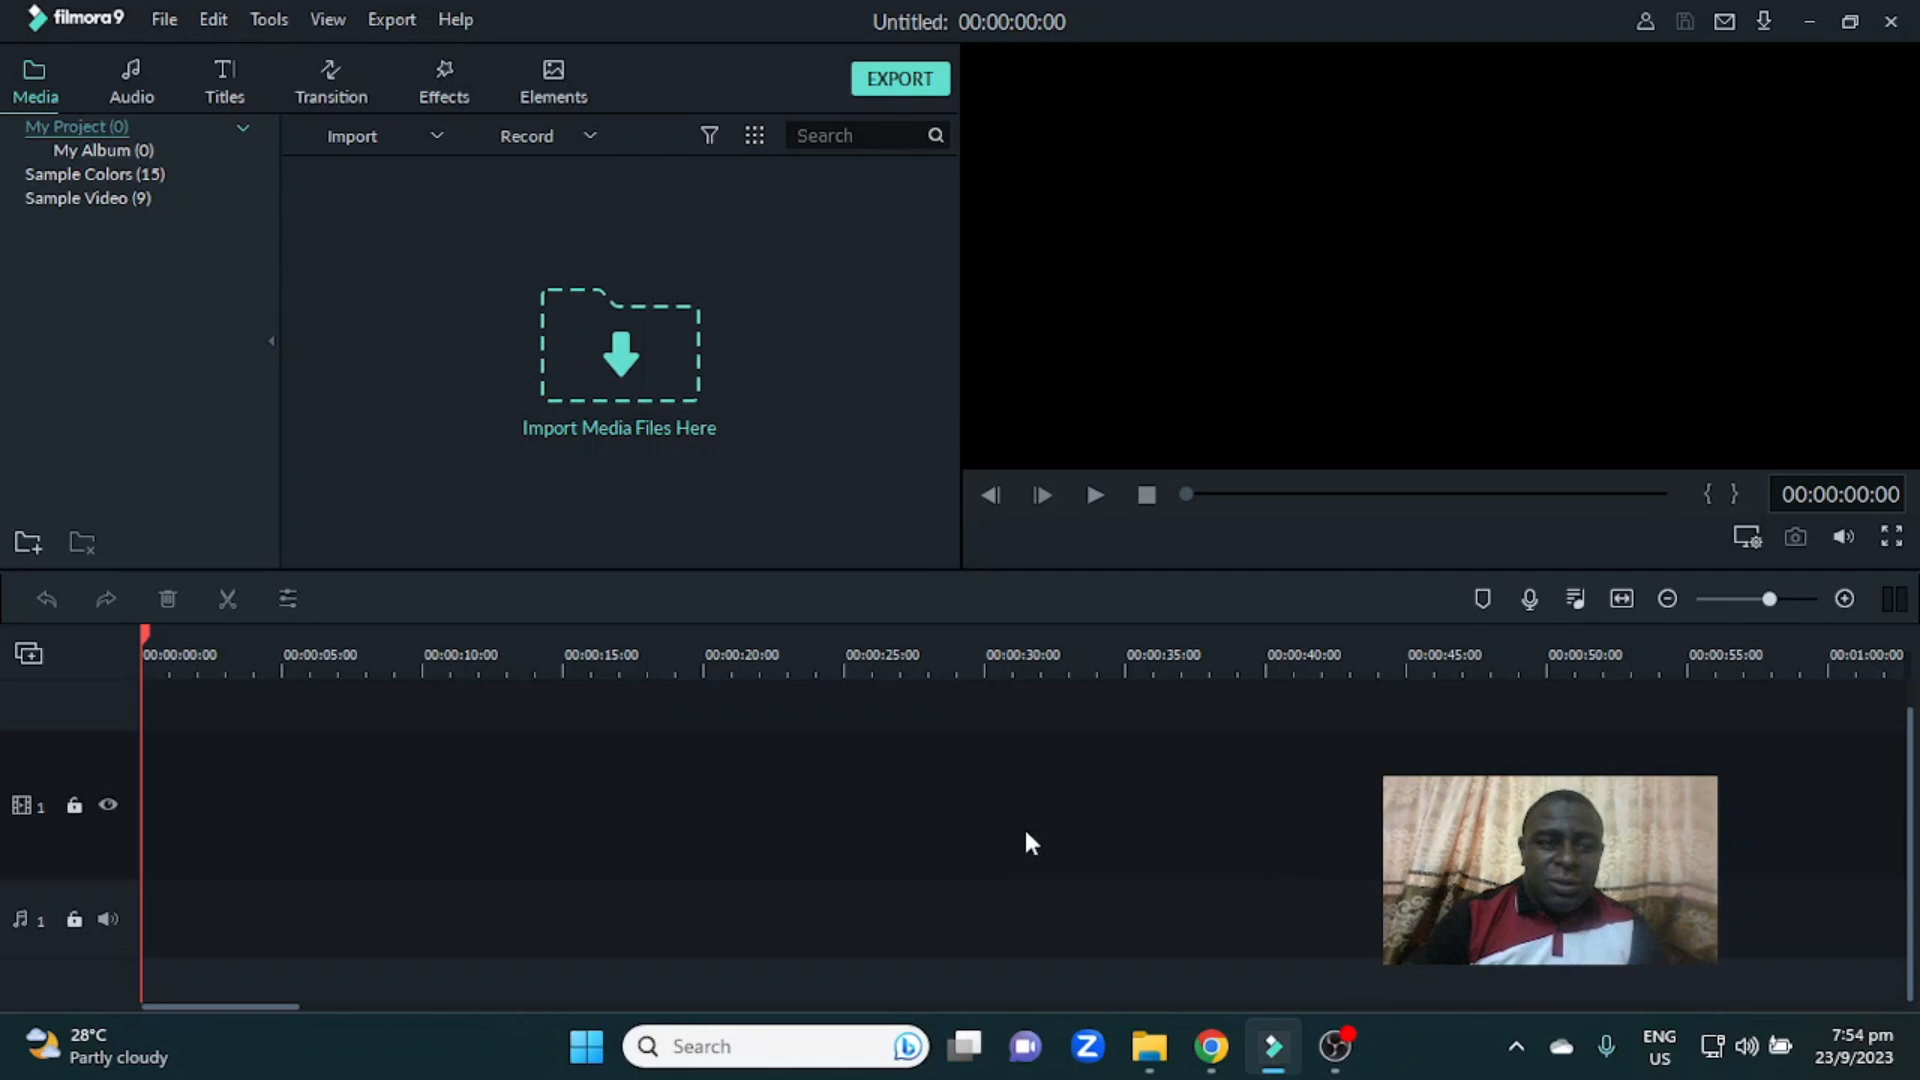 filmora9 File Edit Tools View Export Help Untitled: 00:00:00:00
Media Audio Titles Transition Effects Elements EXPORT
My Project (0) Import Record Search
My Album (0)
Sample Colors (15)
Sample Video (9)
Import Media Files Here
{ } 00:00:00:00
00:00:00:00 00:00:05:00 00:00:10:00 00:00:15:00 00:00:20:00 00:00:25:00 00:00:30:00 00:00:35:00 00:00:40:00 00:00:45:00 00:00:50:00 00:00:55:00 00:01:00:00
1
1
28°C
Partly cloudy
Search
ENG
US
7:54 pm
23/9/2023